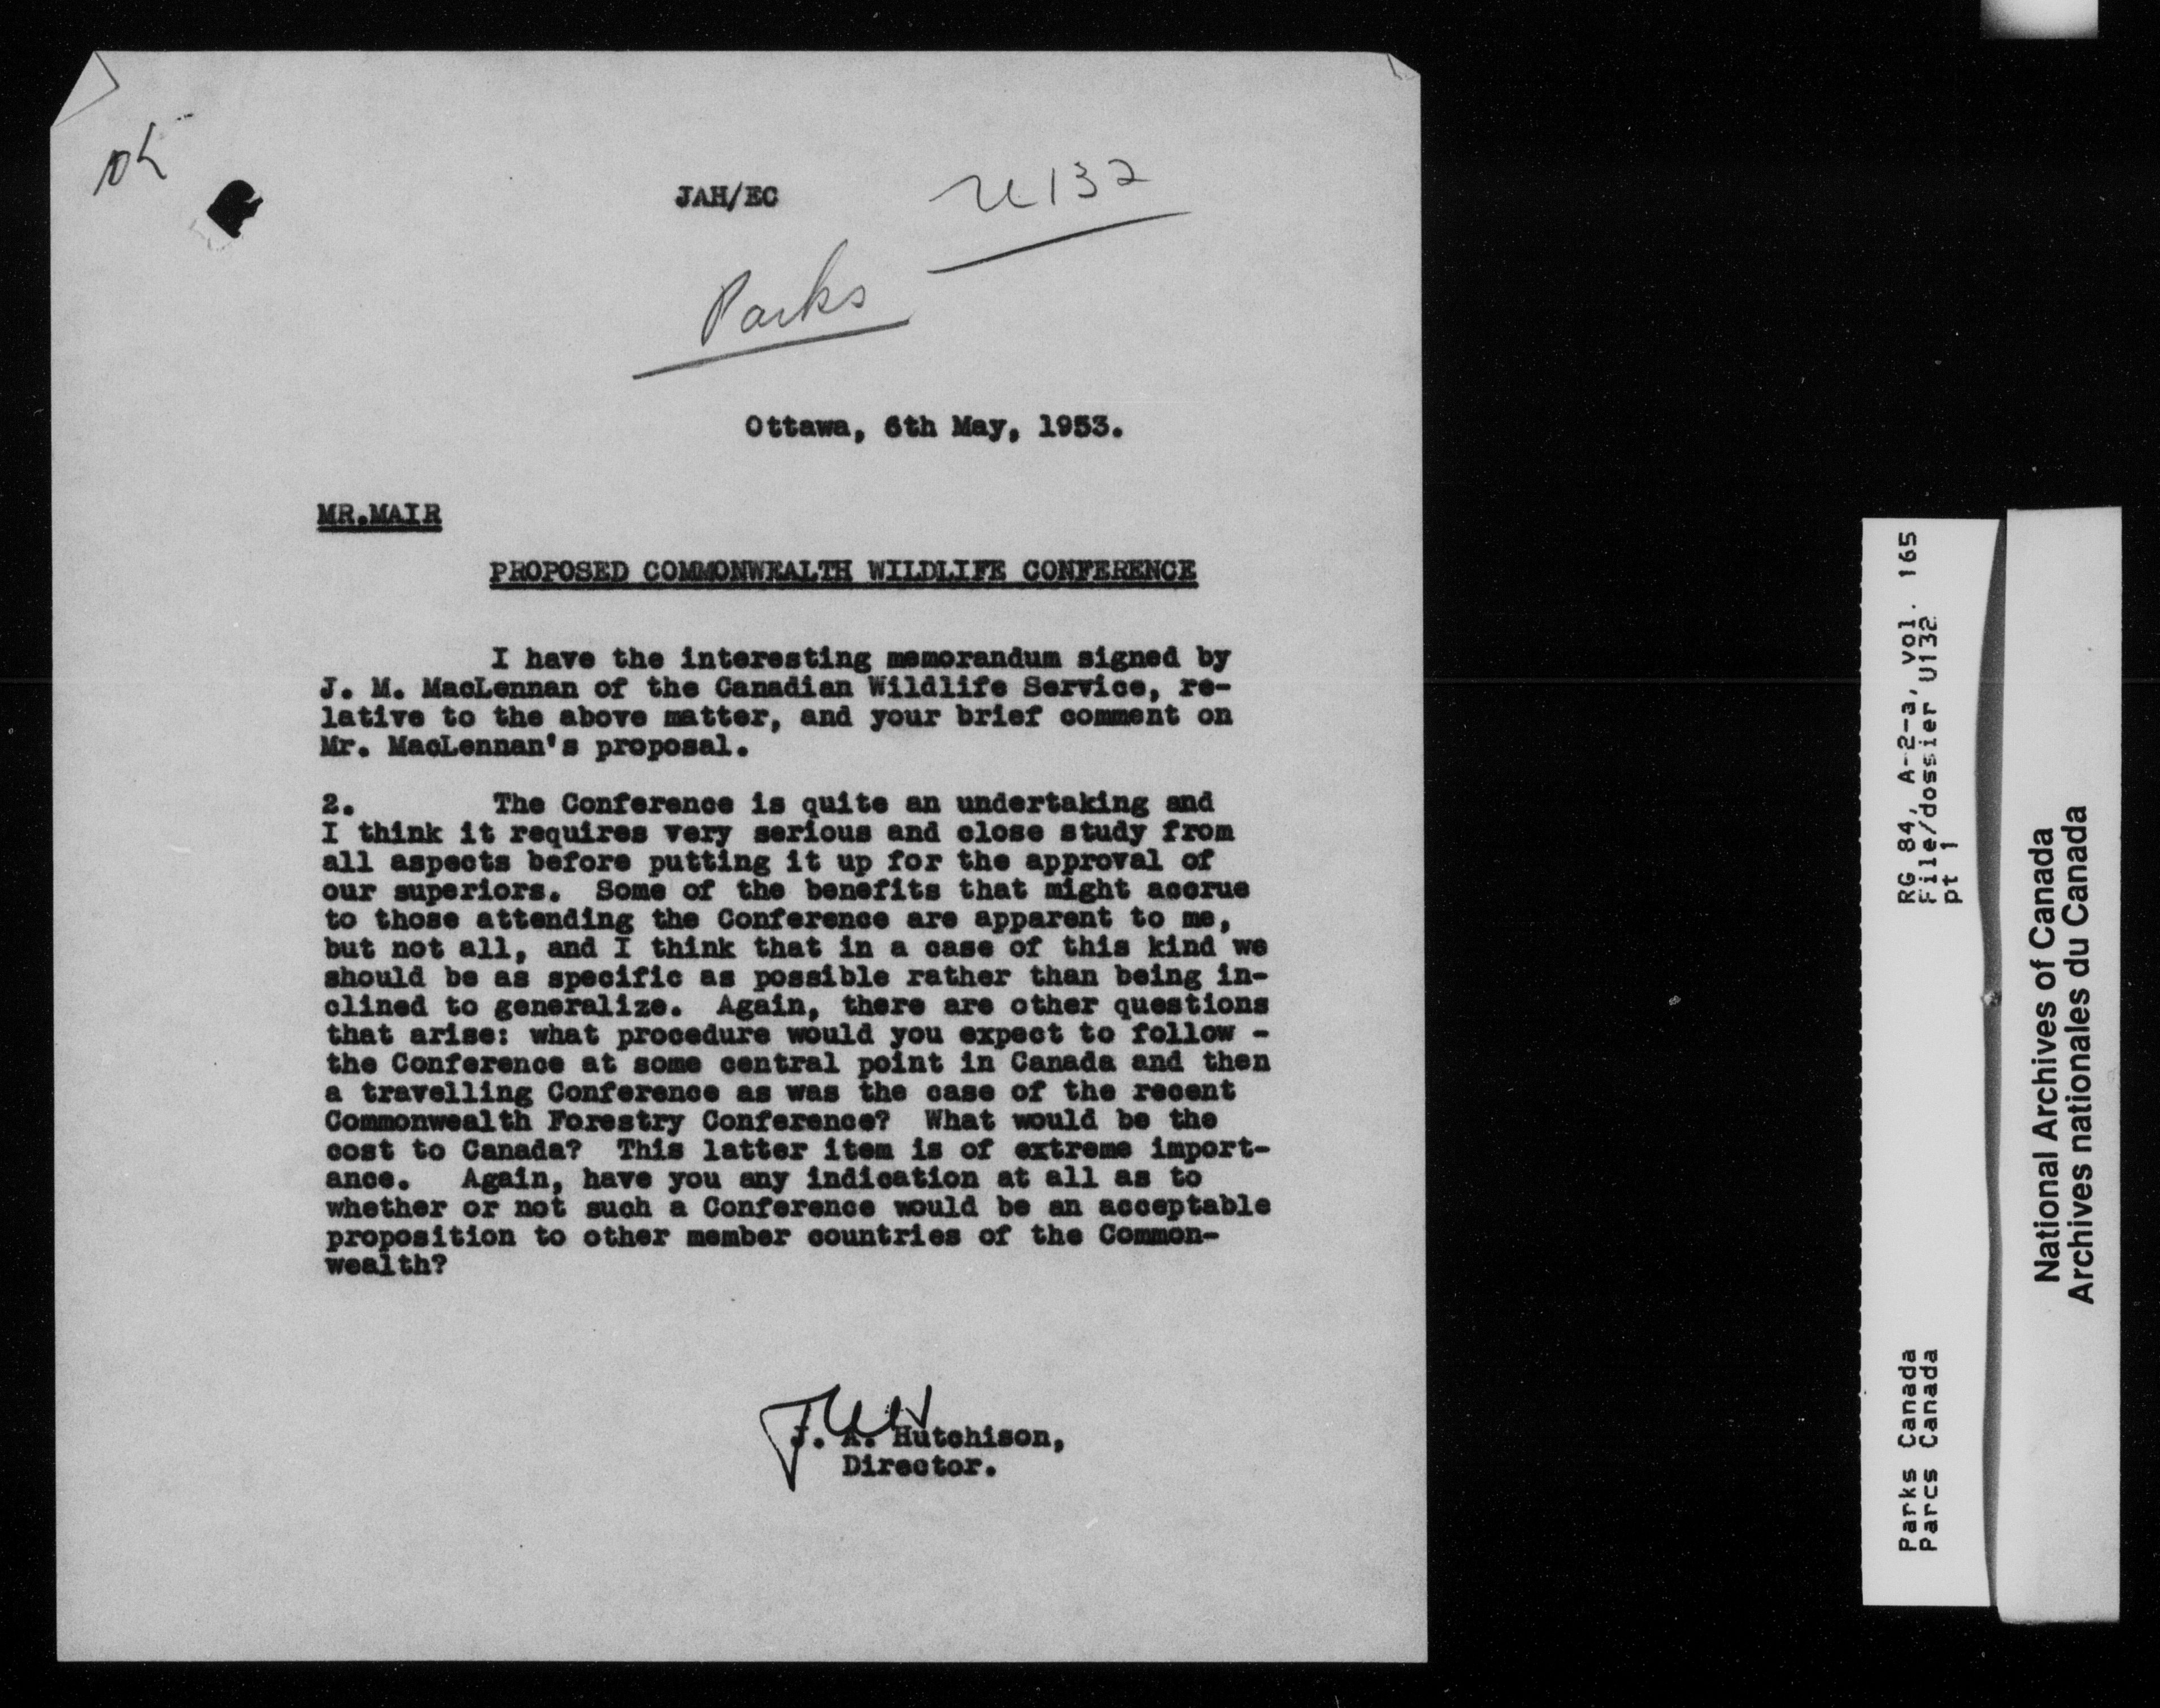 JAH/EC
U132
Parks
Ottawa, 6th May, 1953.
MR.MAIR
PROPOSED COMMONWEALTH WILDLIFE CONFERENCE
I have the interesting memorandum signed by
J. M. MacLennan of the Canadian Wildlife Service, re-
lative to the above matter, and your brief comment on
Mr. MacLennan's proposal.
2. The Conference is quite an undertaking and
I think it requires very serious and close study from
all aspects before putting it up for the approval of
our superiors. Some of the benefits that might accrue
to those attending the Conference are apparent to me,
but not all, and I think that in a case of this kind we
should be as specific as possible rather than being in-
clined to generalize. Again, there are other questions
that arise: what procedure would you expect to follow -
the Conference at some central point in Canada and then
a travelling Conference as was the case of the recent
Commonwealth Forestry Conference? What would be the
cost to Canada? This latter item is of extreme import-
ance. Again, have you any indication at all as to
whether or not such a Conference would be an acceptable
proposition to other member countries of the Common-
wealth?
J. A. Hutchison,
Director.
RG 84, A-2-a, vol. 165
File/dossier U132
pt 1
Parks Canada
Parcs Canada
National Archives of Canada
Archives nationales du Canada